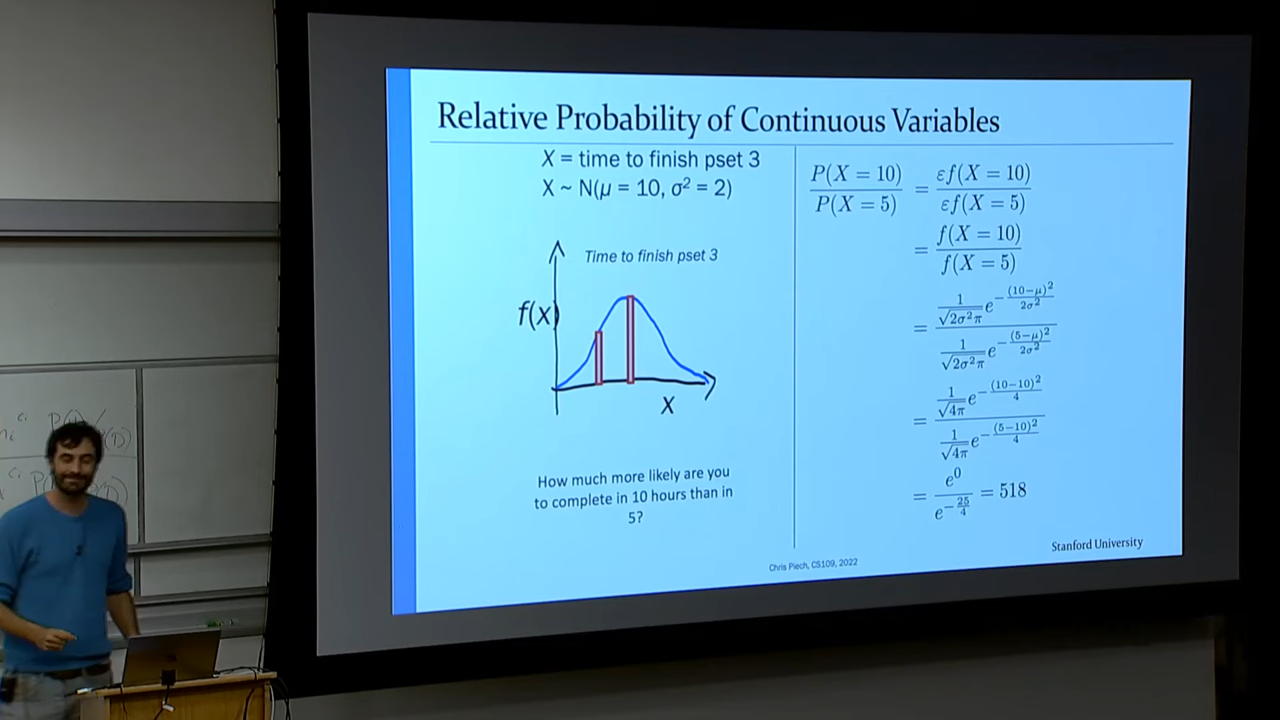 Relative Probability of Continuous Variables
X = time to finish pset 3
X ~ N(μ = 10, σ² = 2)
Time to finish pset 3
f(x)
X
How much more likely are you
to complete in 10 hours than in
5?
P(X = 10) / P(X = 5) = εf(X = 10) / εf(X = 5)
= f(X = 10) / f(X = 5)
= 1/√2σ²π e^−(10−μ)²/2σ² / 1/√2σ²π e^−(5−μ)²/2σ²
= 1/√4π e^−(10−10)²/4 / 1/√4π e^−(5−10)²/4
= e⁰ / e^−25/4 = 518
Stanford University
Chris Piech, CS109, 2022